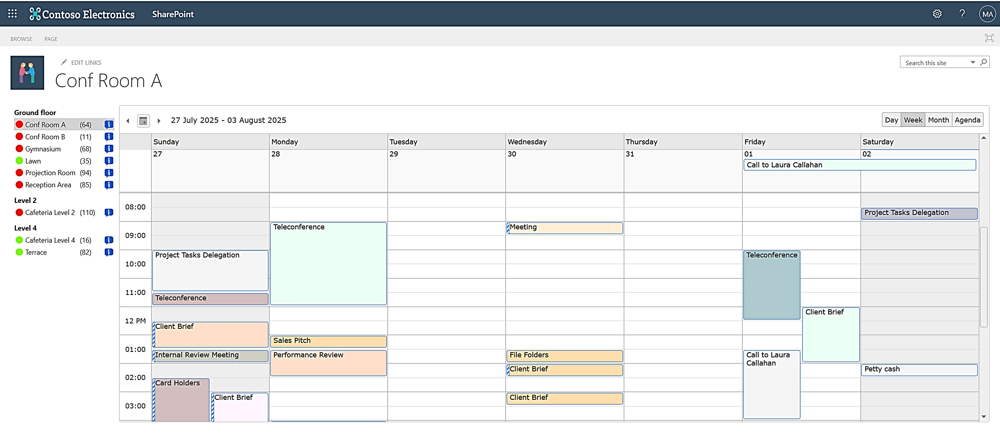 Contoso Electronics SharePoint ? MA
BROWSE PAGE
EDIT LINKS
Search this site
Conf Room A
Ground floor
Conf Room A (64) i
Conf Room B (11) i
Gymnasium (68) i
Lawn (35) i
Projection Room (94) i
Reception Area (85) i
Level 2
Cafeteria Level 2 (110) i
Level 4
Cafeteria Level 4 (16) i
Terrace (82) i
27 July 2025 - 03 August 2025 Day Week Month Agenda
Sunday Monday Tuesday Wednesday Thursday Friday Saturday
27 28 29 30 31 01 02
Call to Laura Callahan
08:00
Project Tasks Delegation
Teleconference Meeting
09:00
Project Tasks Delegation Teleconference
10:00
11:00
Teleconference
Client Brief
12 PM
Client Brief
Sales Pitch
01:00
Internal Review Meeting Performance Review File Folders Call to Laura
Callahan
Client Brief Petty cash
02:00
Card Holders
Client Brief Client Brief
03:00